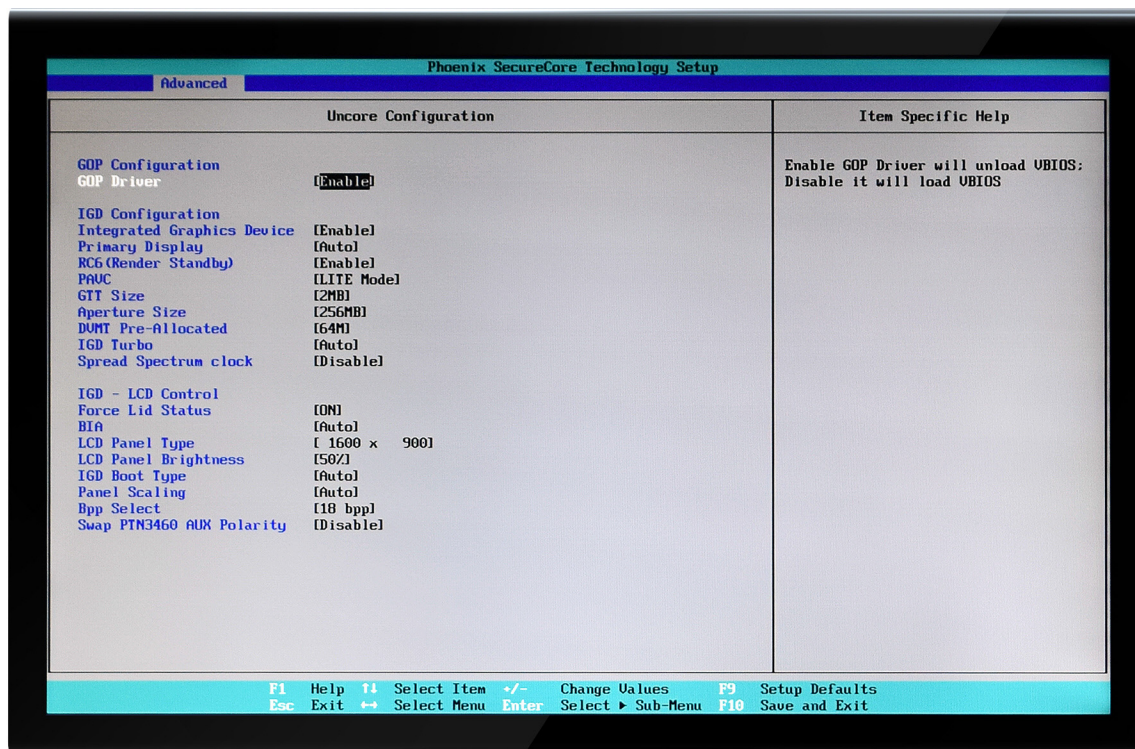 Phoenix SecureCore Technology Setup
Advanced
Uncore Configuration
Item Specific Help
GOP Configuration
GOP Driver [Enable]
Enable GOP Driver will unload VBIOS;
Disable it will load VBIOS
IGD Configuration
Integrated Graphics Device [Enable]
Primary Display [Auto]
RC6(Render Standby) [Enable]
PAVC [LITE Mode]
GTT Size [2MB]
Aperture Size [256MB]
DVMT Pre-Allocated [64M]
IGD Turbo [Auto]
Spread Spectrum clock [Disable]
IGD - LCD Control
Force Lid Status [ON]
BIA [Auto]
LCD Panel Type [ 1600 x 900]
LCD Panel Brightness [50%]
IGD Boot Type [Auto]
Panel Scaling [Auto]
Bpp Select [18 bpp]
Swap PTN3460 AUX Polarity [Disable]
F1 Help ↑↓ Select Item +/- Change Values F9 Setup Defaults
Esc Exit ↔ Select Menu Enter Select ▶ Sub-Menu F10 Save and Exit